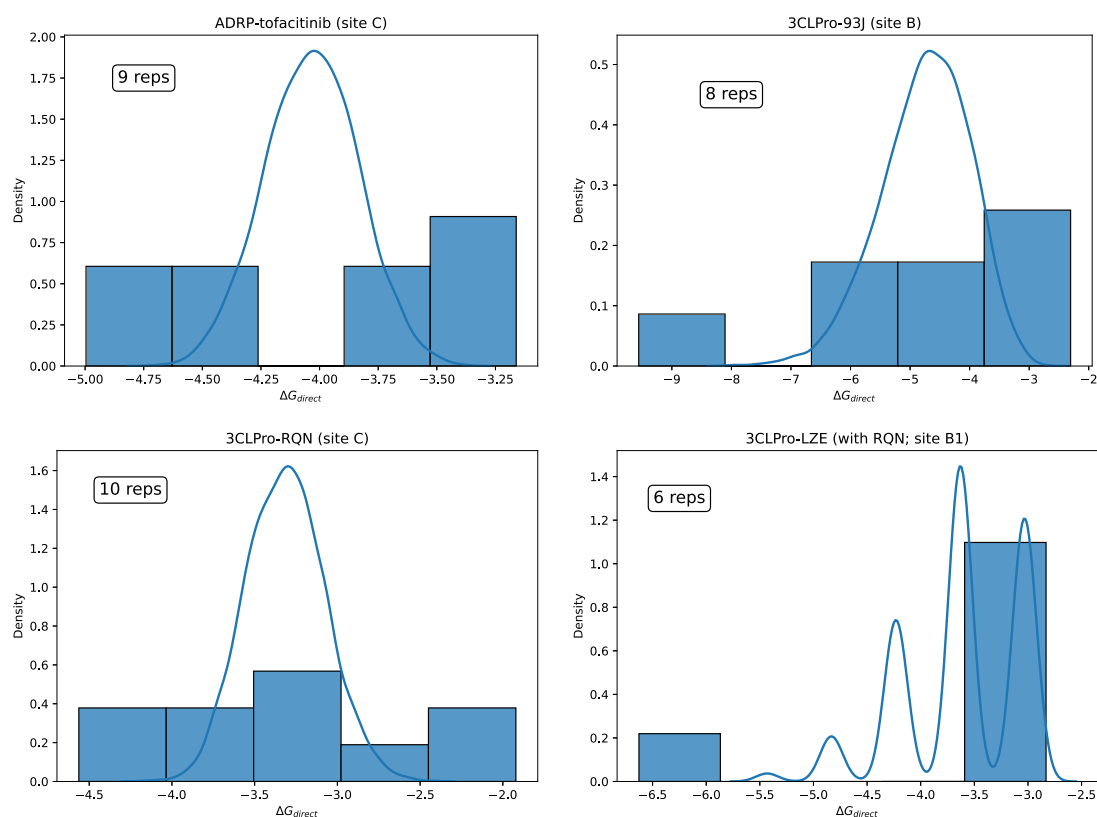 ADRP-tofacitinib (site C)
2.00
1.75
1.50
1.25
1.00
0.75
0.50
0.25
0.00
Density
9 reps
−5.00 −4.75 −4.50 −4.25 −4.00 −3.75 −3.50 −3.25
ΔG_direct
3CLPro-93J (site B)
0.5
0.4
0.3
0.2
0.1
0.0
Density
8 reps
−9 −8 −7 −6 −5 −4 −3 −2
ΔG_direct
3CLPro-RQN (site C)
1.6
1.4
1.2
1.0
0.8
0.6
0.4
0.2
0.0
Density
10 reps
−4.5 −4.0 −3.5 −3.0 −2.5 −2.0
ΔG_direct
3CLPro-LZE (with RQN; site B1)
1.4
1.2
1.0
0.8
0.6
0.4
0.2
0.0
Density
6 reps
−6.5 −6.0 −5.5 −5.0 −4.5 −4.0 −3.5 −3.0 −2.5
ΔG_direct